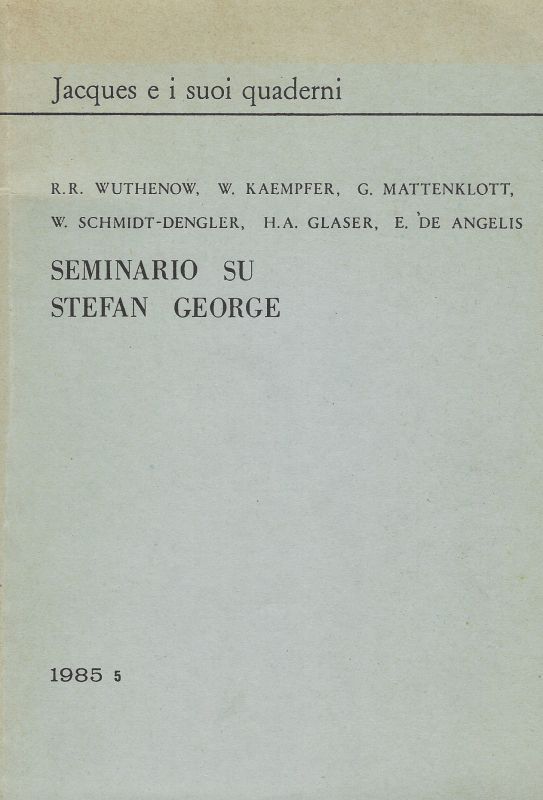 Jacques e i suoi quaderni
R.R. WUTHENOW, W. KAEMPFER, G. MATTENKLOTT,
W. SCHMIDT-DENGLER, H.A. GLASER, E. DE ANGELIS
SEMINARIO SU
STEFAN GEORGE
1985 5